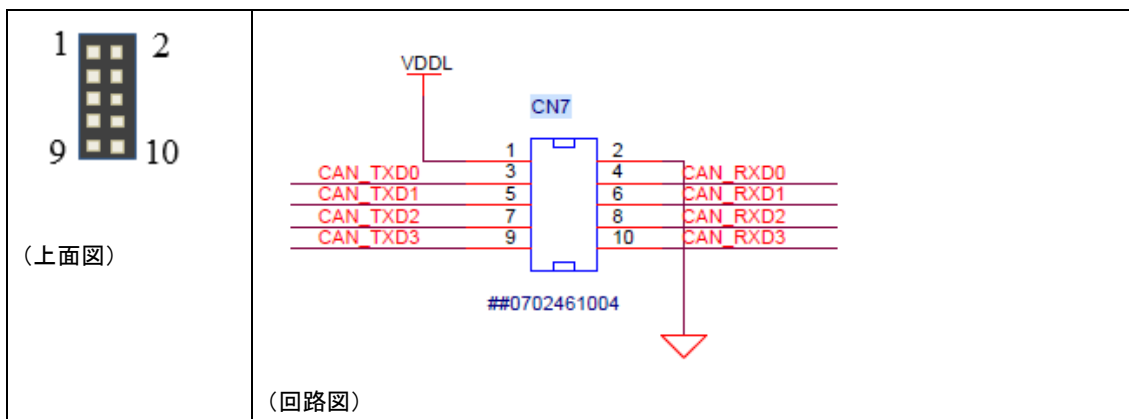 1 2
9 10
(上面図)
VDDL
CN7
1 2
CAN_TXD0 3 4 CAN_RXD0
CAN_TXD1 5 6 CAN_RXD1
CAN_TXD2 7 8 CAN_RXD2
CAN_TXD3 9 10 CAN_RXD3
##0702461004
(回路図)